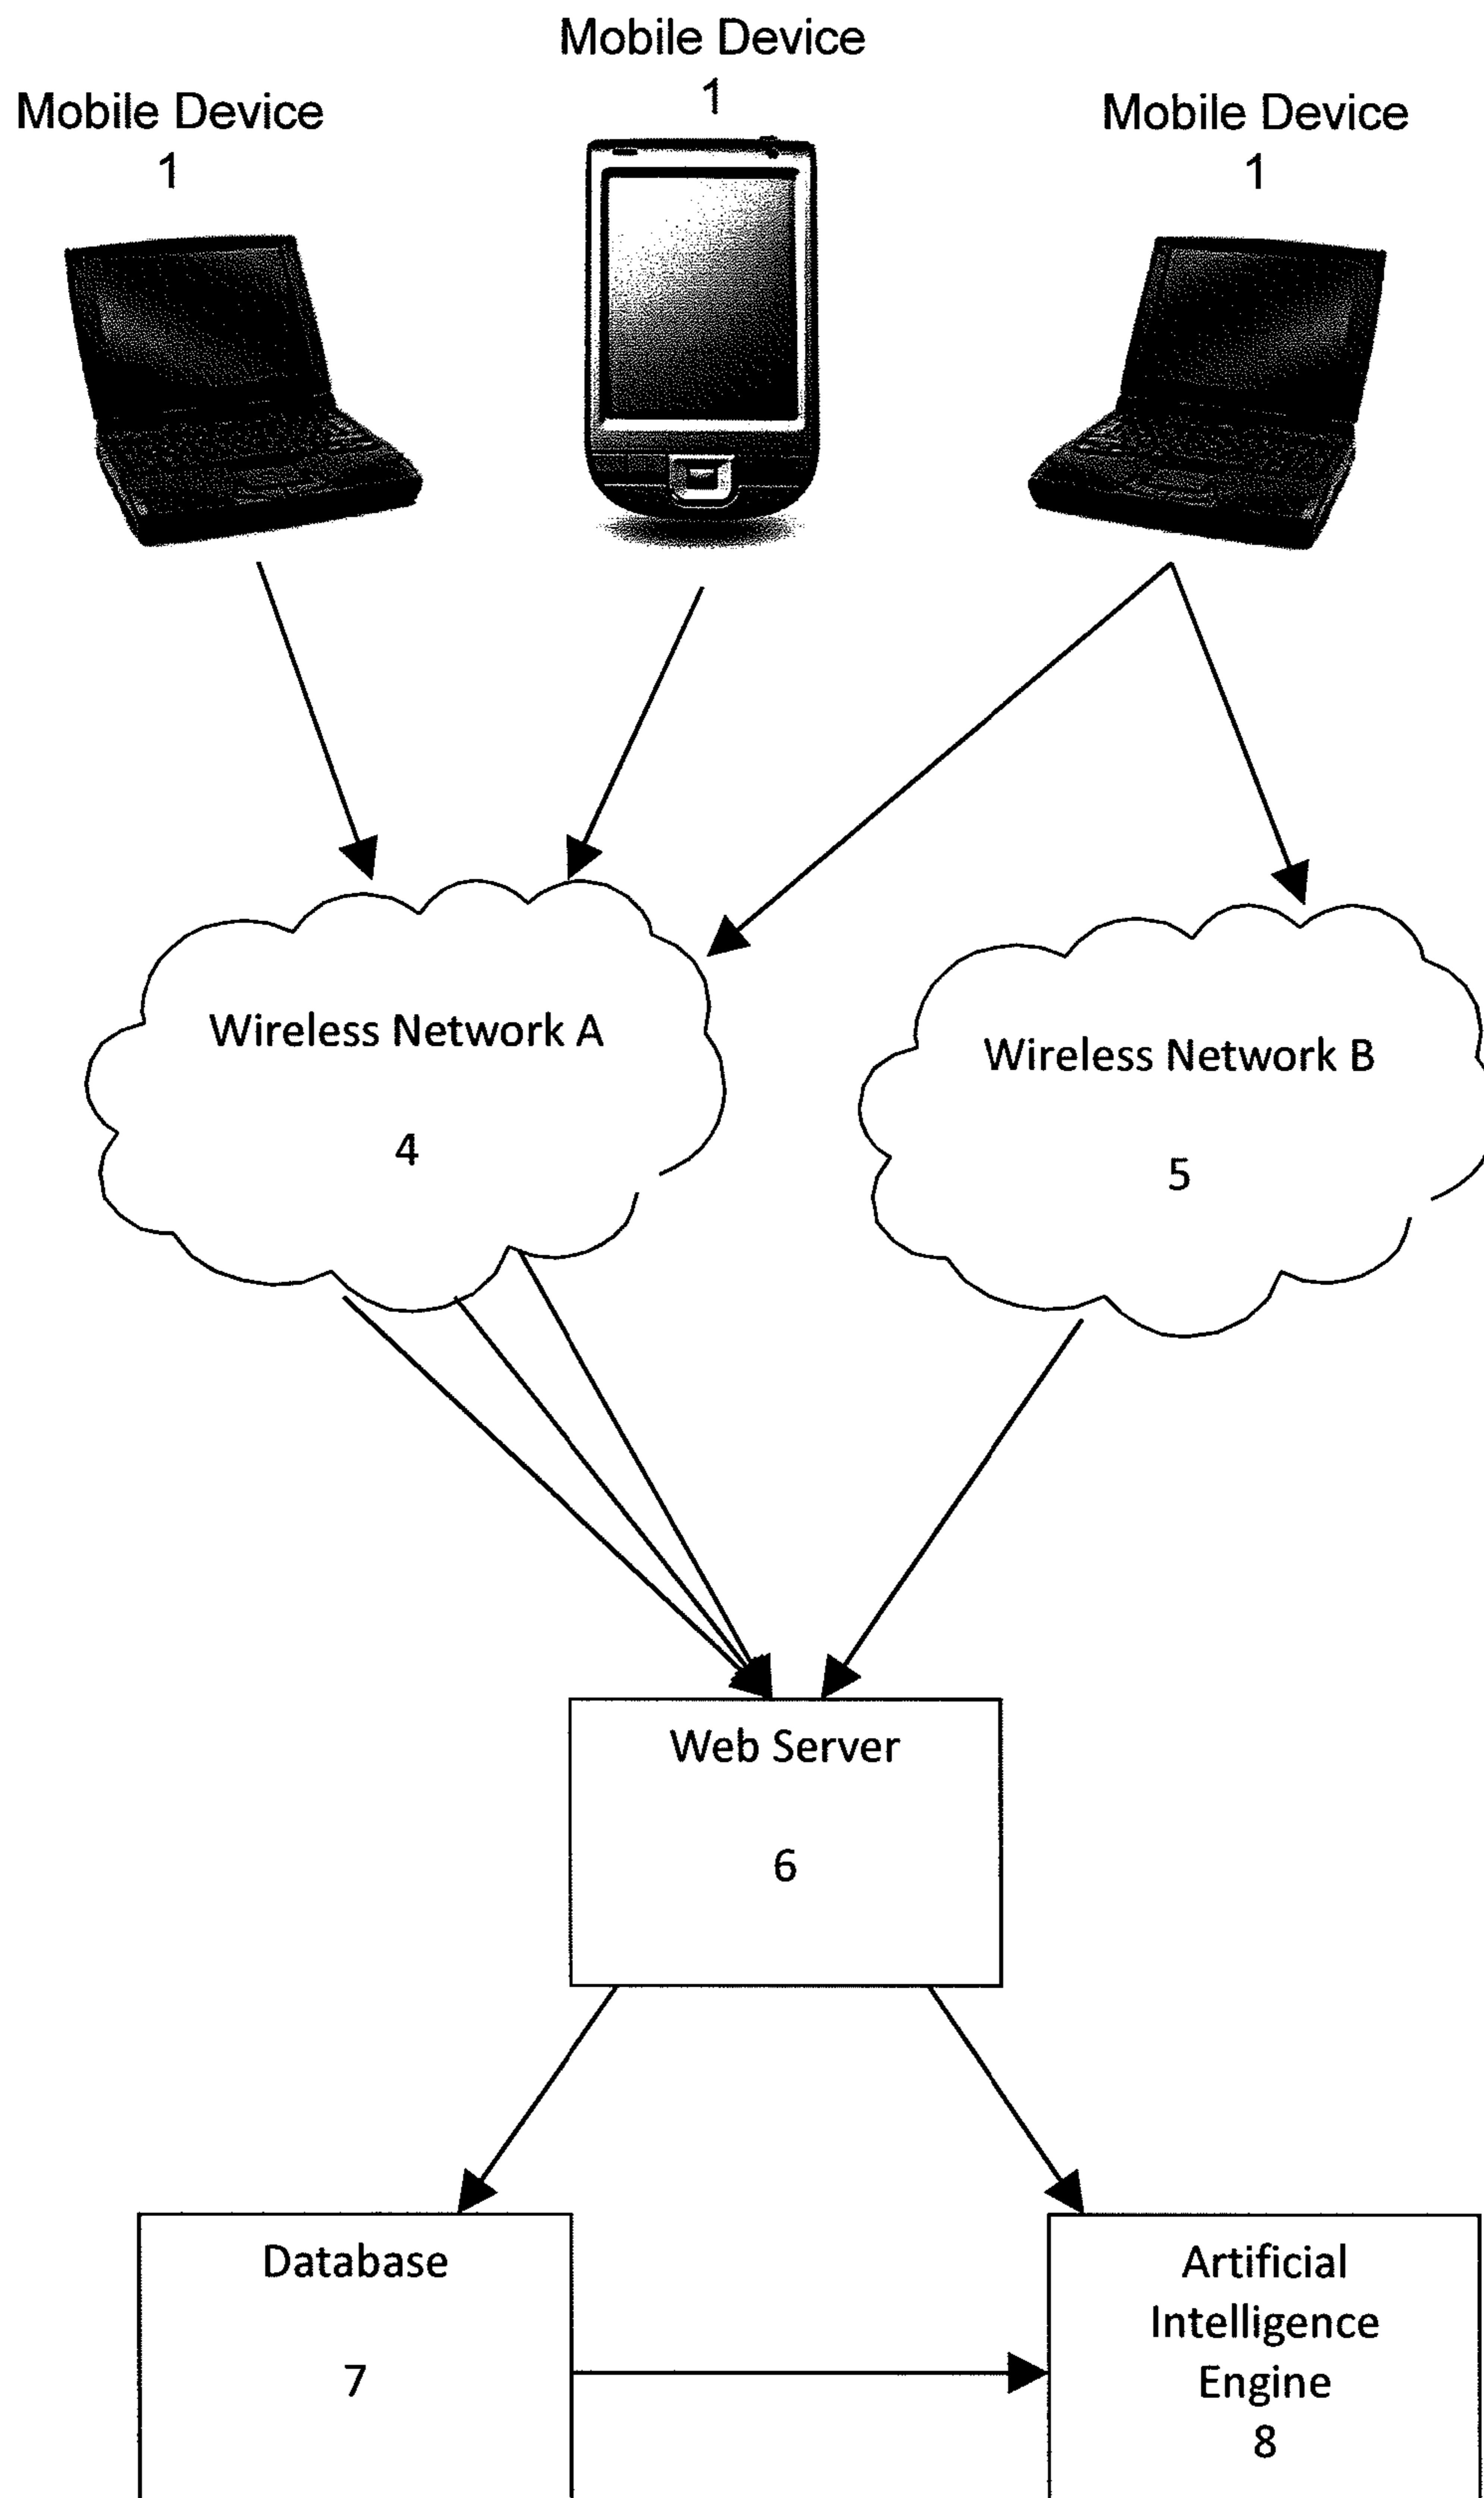 Mobile Device
1
Mobile Device
1
Mobile Device
1
Wireless Network A
4
Wireless Network B
5
Web Server
6
Database
7
Artificial
Intelligence
Engine
8